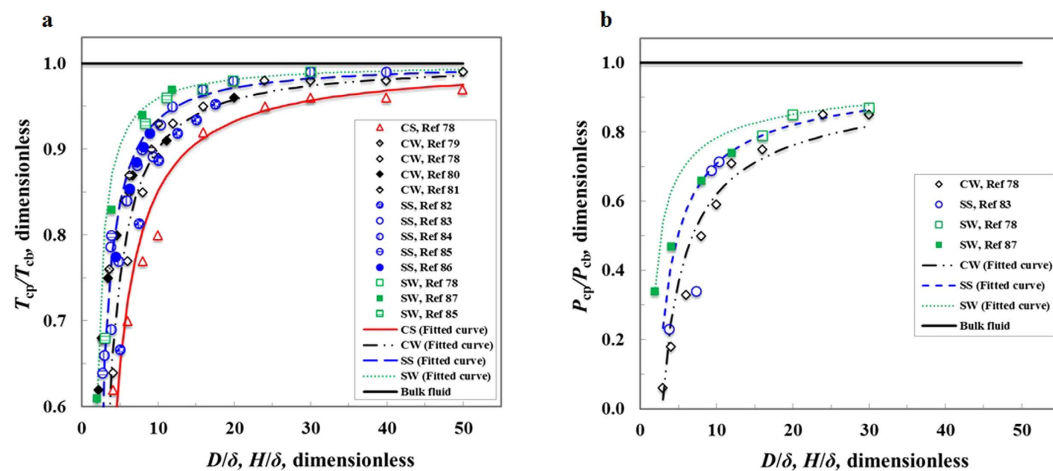 a
T_cp/T_cb, dimensionless
1.0
0.9
0.8
0.7
0.6
0
10
20
30
40
50
D/δ, H/δ, dimensionless
CS, Ref 78
CW, Ref 79
CW, Ref 78
CW, Ref 80
CW, Ref 81
SS, Ref 82
SS, Ref 83
SS, Ref 84
SS, Ref 85
SS, Ref 86
SW, Ref 78
SW, Ref 87
SW, Ref 85
CS (Fitted curve)
CW (Fitted curve)
SS (Fitted curve)
SW (Fitted curve)
Bulk fluid
b
P_cp/P_cb, dimensionless
1.0
0.8
0.6
0.4
0.2
0.0
0
10
20
30
40
50
D/δ, H/δ, dimensionless
CW, Ref 78
SS, Ref 83
SW, Ref 78
SW, Ref 87
CW (Fitted curve)
SS (Fitted curve)
SW (Fitted curve)
Bulk fluid